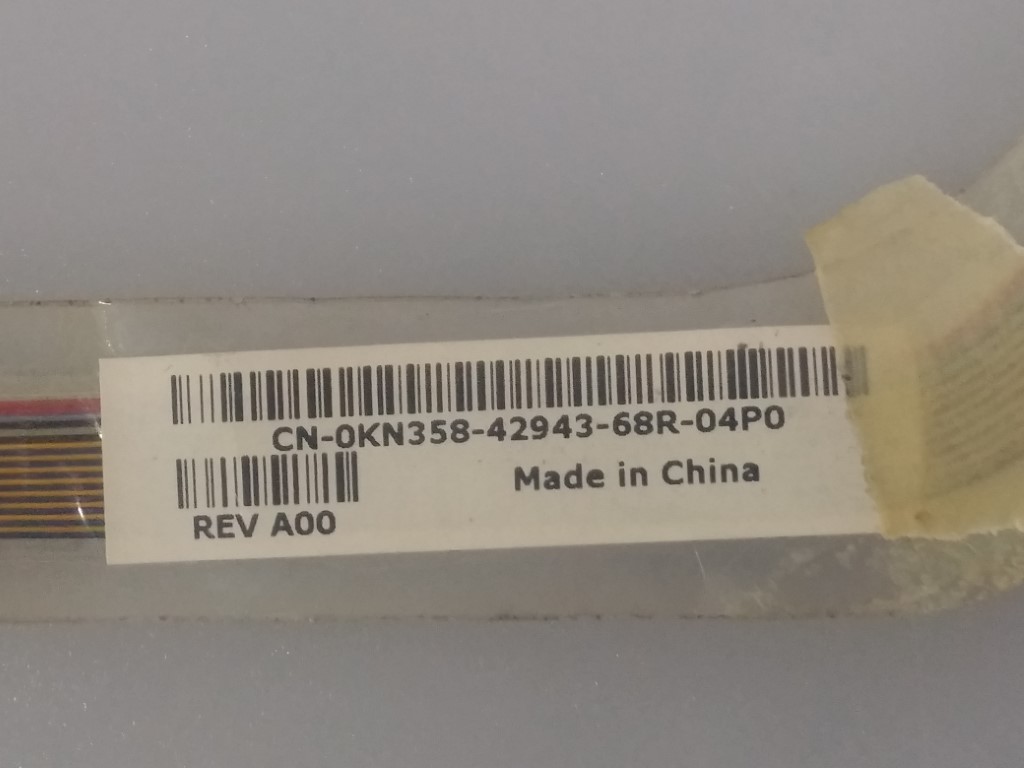 CN-0KN358-42943-68R-04P0
Made in China
REV A00